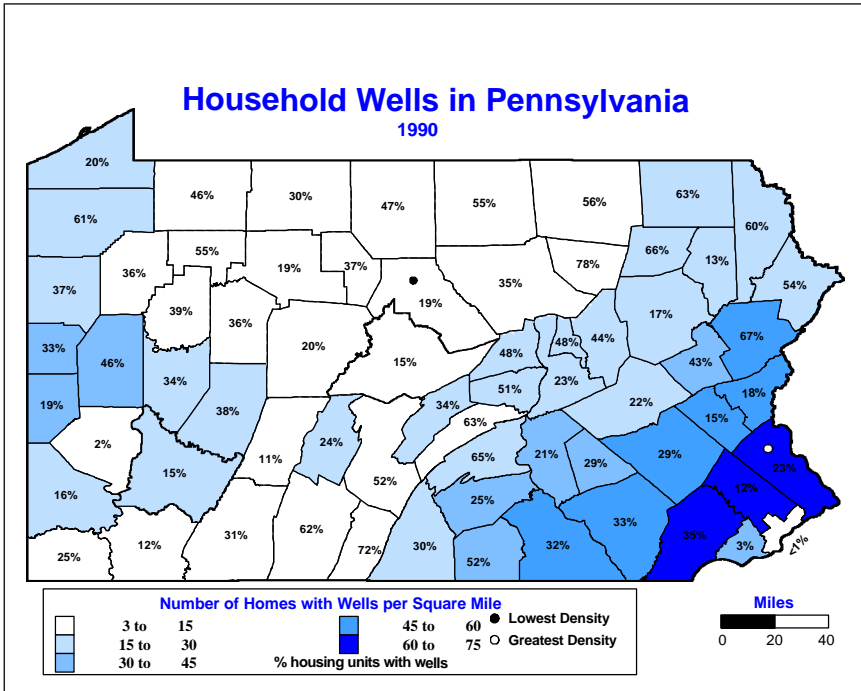 Household Wells in Pennsylvania
1990
20%
46% 30% 47% 55% 56% 63%
61% 60%
55% 66%
36% 19% 37% 78% 13%
37% 35% 54%
39% 19%
36% 17%
33% 46% 20% 48% 48% 44% 67%
15% 43%
34% 51% 23% 18%
19% 38% 34% 22% 15%
2% 24% 63%
11% 65% 21% 29% 29% 23%
15% 52%
16% 25% 12%
31% 62% 33% 35%
25% 12% 72% 30% 52% 32% 3% <1%
Number of Homes with Wells per Square Mile
3 to 15 45 to 60 Lowest Density
15 to 30 60 to 75 Greatest Density
30 to 45 % housing units with wells
Miles
0 20 40